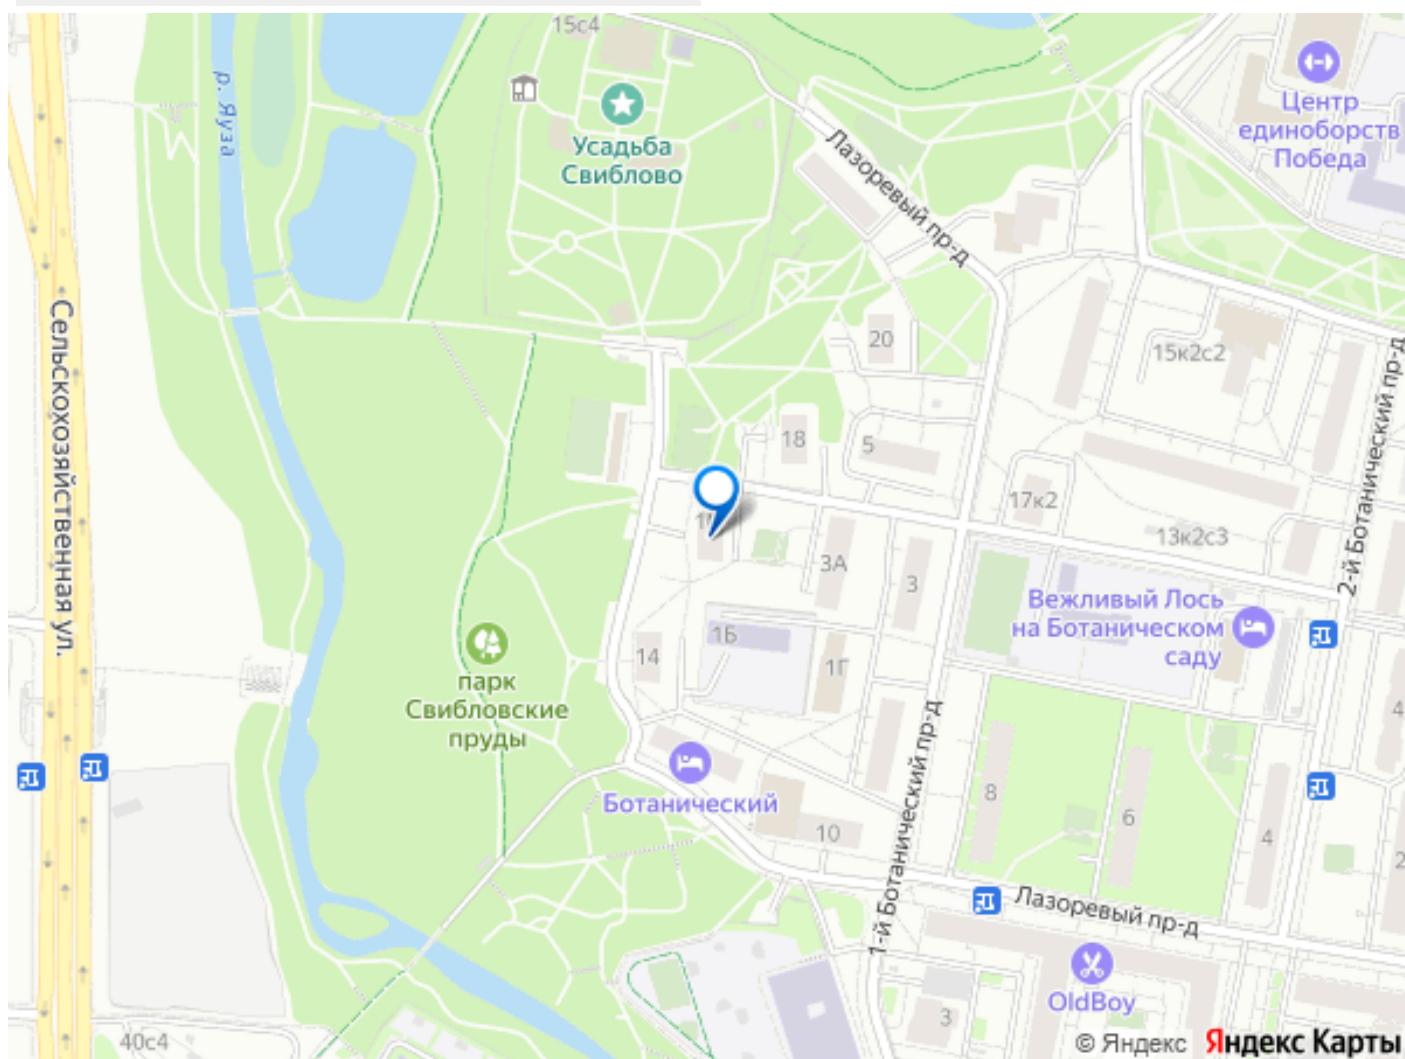 15с4
р. Яуза
Усадьба
Свиблово
Центр
единоборств
Победа
Лазоревый пр-д
Сельскохозяйственная ул.
20
15к2с2
2-й Ботанический пр-д
18
5
17к2
13к2с3
3А
3
Вежливый Лось
на Ботаническом
саду
1Б
14
1Г
парк
Свибловские
пруды
1-й Ботанический пр-д
4
Ботанический
8
6
10
4
2
Лазоревый пр-д
OldBoy
3
40с4
© Яндекс Яндекс Карты